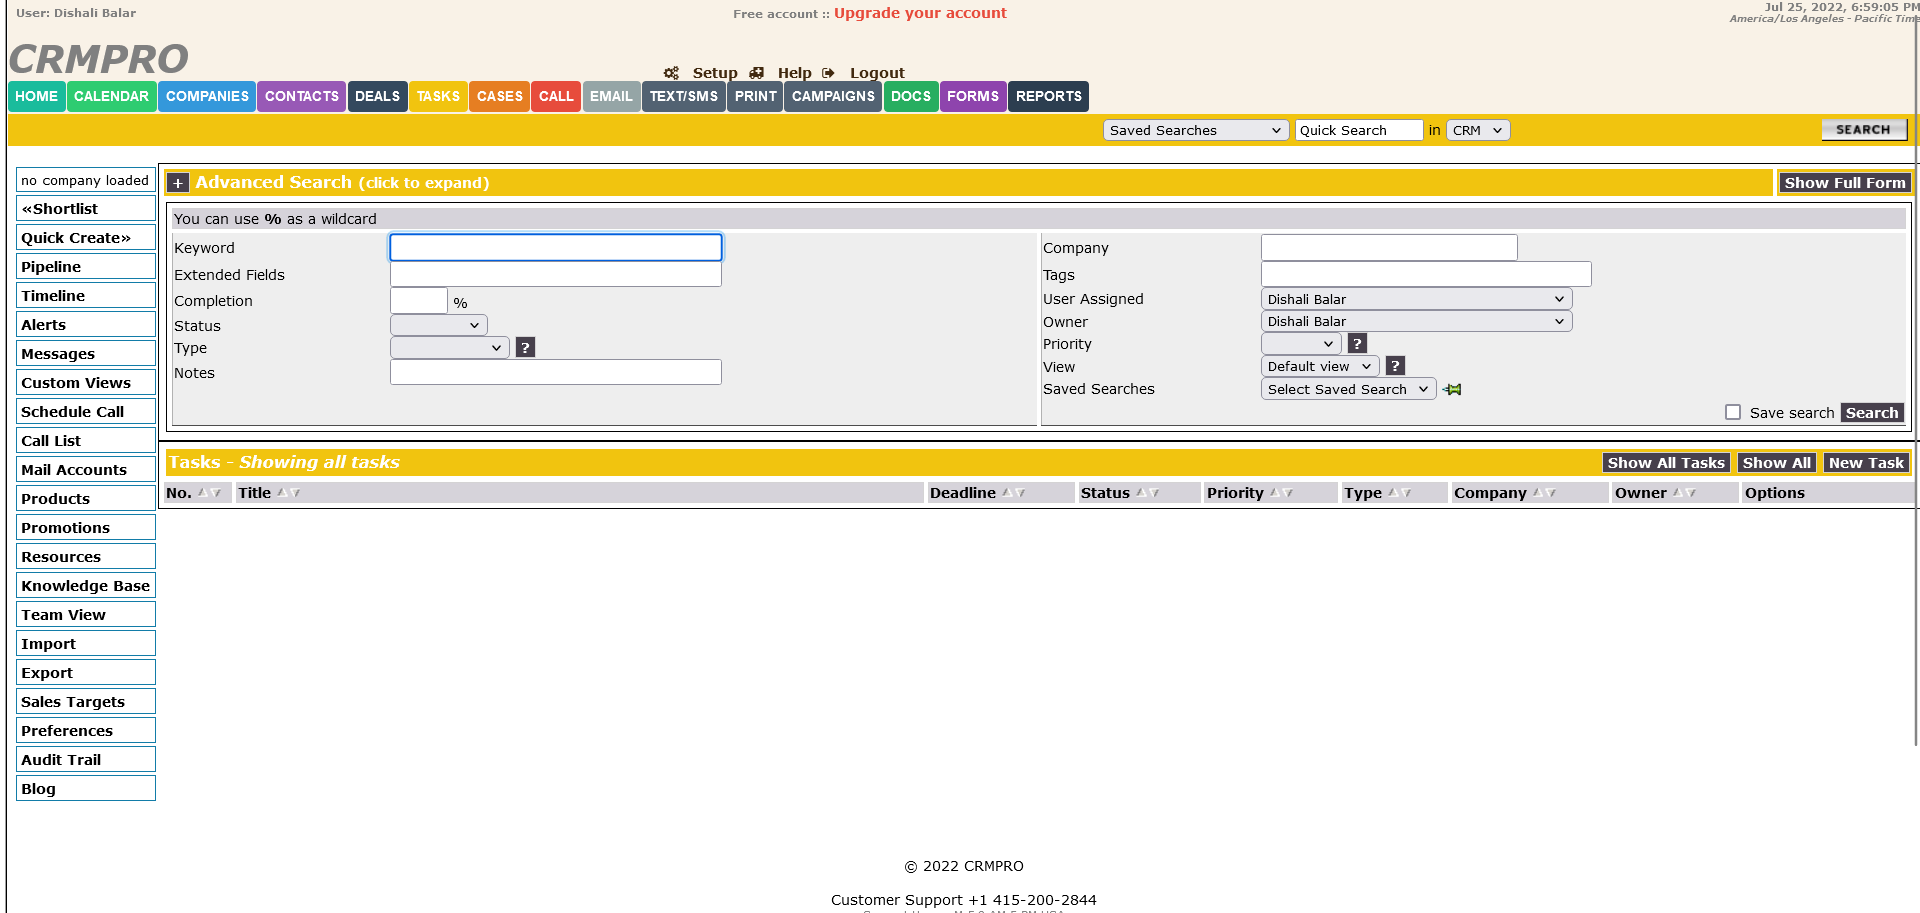 User: Dishali Balar
Free account :: Upgrade your account
Jul 25, 2022, 6:59:05 PM
America/Los Angeles - Pacific Time
CRMPRO
Setup Help Logout
HOME CALENDAR COMPANIES CONTACTS DEALS TASKS CASES CALL EMAIL TEXT/SMS PRINT CAMPAIGNS DOCS FORMS REPORTS
Saved Searches Quick Search in CRM SEARCH
no company loaded
«Shortlist
Quick Create»
Pipeline
Timeline
Alerts
Messages
Custom Views
Schedule Call
Call List
Mail Accounts
Products
Promotions
Resources
Knowledge Base
Team View
Import
Export
Sales Targets
Preferences
Audit Trail
Blog
+ Advanced Search (click to expand) Show Full Form
You can use % as a wildcard
Keyword
Extended Fields
Completion %
Status
Type ?
Notes
Company
Tags
User Assigned Dishali Balar
Owner Dishali Balar
Priority ?
View Default view ?
Saved Searches Select Saved Search
Save search Search
Tasks - Showing all tasks Show All Tasks Show All New Task
No. Title Deadline Status Priority Type Company Owner Options
© 2022 CRMPRO
Customer Support +1 415-200-2844